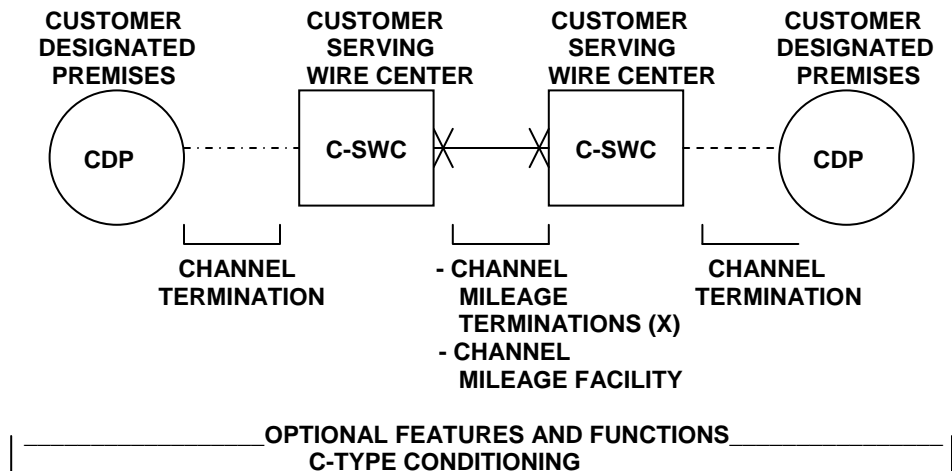 CUSTOMER
DESIGNATED
PREMISES
CUSTOMER
SERVING
WIRE CENTER
CUSTOMER
SERVING
WIRE CENTER
CUSTOMER
DESIGNATED
PREMISES
CDP
C-SWC
C-SWC
CDP
CHANNEL
TERMINATION
- CHANNEL
MILEAGE
TERMINATIONS (X)
- CHANNEL
MILEAGE FACILITY
CHANNEL
TERMINATION
OPTIONAL FEATURES AND FUNCTIONS
C-TYPE CONDITIONING